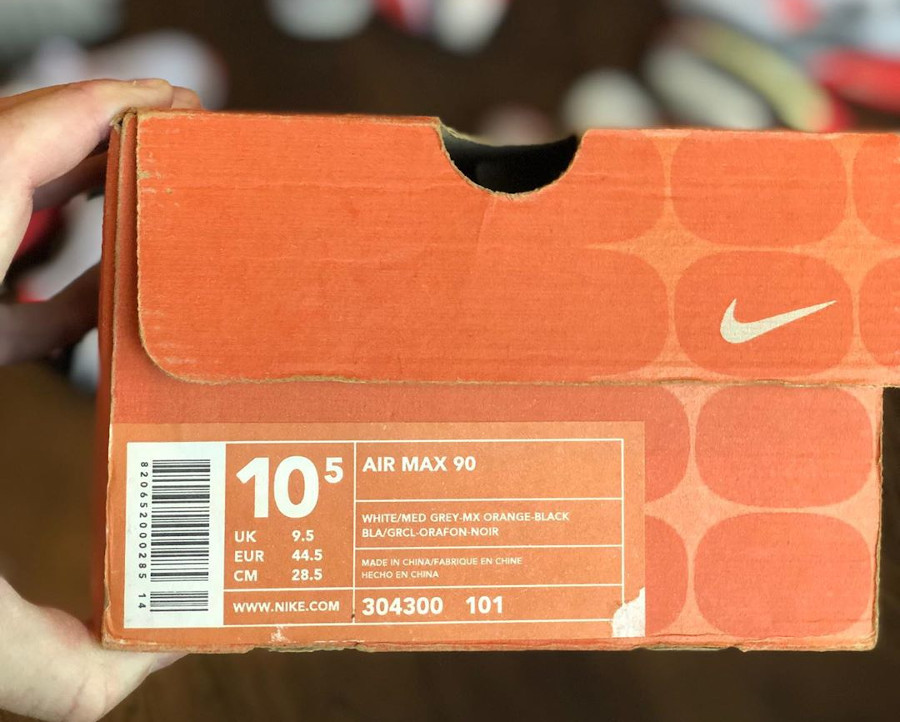 820652000285 14
10 5
UK 9.5
EUR 44.5
CM 28.5
WWW.NIKE.COM
AIR MAX 90
WHITE/MED GREY-MX ORANGE-BLACK
BLA/GRCL-ORAFON-NOIR
MADE IN CHINA/FABRIQUE EN CHINE
HECHO EN CHINA
304300 101